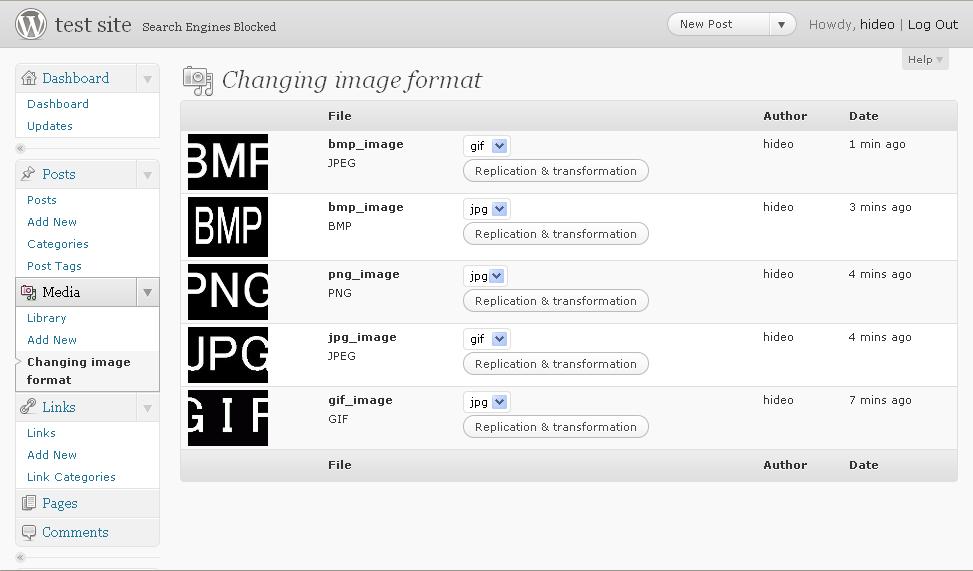 test site Search Engines Blocked New Post Howdy, hideo | Log Out
Help
Dashboard
Dashboard
Updates
Posts
Posts
Add New
Categories
Post Tags
Media
Library
Add New
Changing image
format
Links
Links
Add New
Link Categories
Pages
Comments
Changing image format
File Author Date
BMP bmp_image gif hideo 1 min ago
JPEG
Replication & transformation
BMP bmp_image jpg hideo 3 mins ago
BMP
Replication & transformation
PNG png_image jpg hideo 4 mins ago
PNG
Replication & transformation
JPG jpg_image gif hideo 4 mins ago
JPEG
Replication & transformation
GIF gif_image jpg hideo 7 mins ago
GIF
Replication & transformation
File Author Date